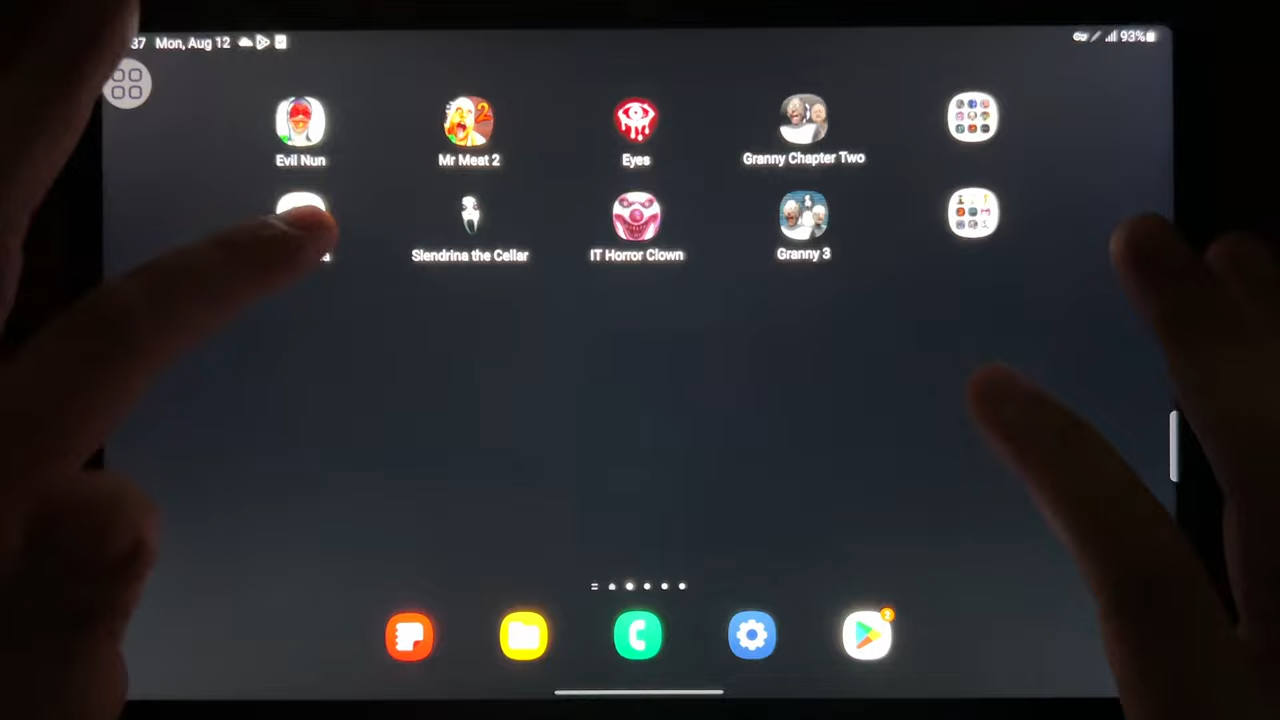 37 Mon, Aug 12 93%
Evil Nun
Mr Meat 2
Eyes
Granny Chapter Two
Slendrina the Cellar
IT Horror Clown
Granny 3